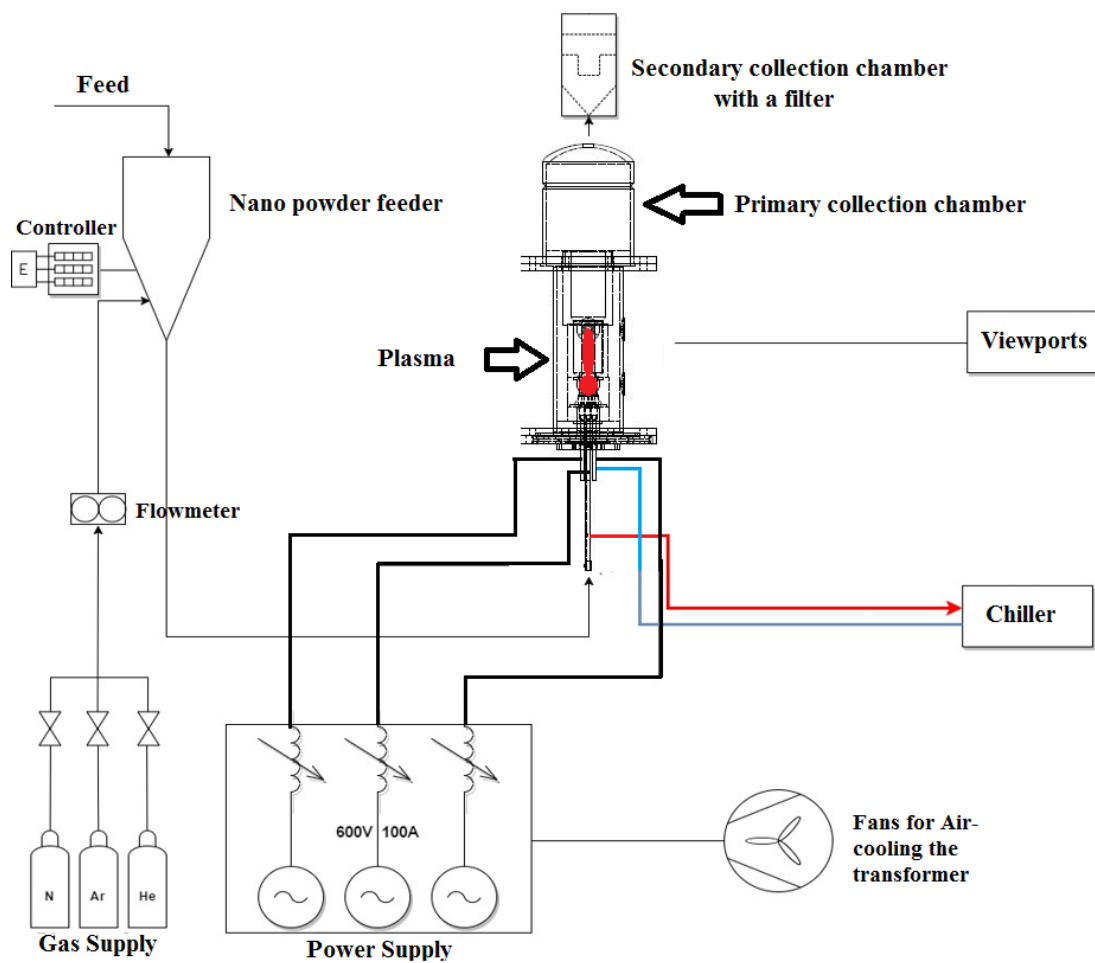 Secondary collection chamber
with a filter
Feed
Nano powder feeder
Primary collection chamber
Controller
E
Plasma
Viewports
Flowmeter
Chiller
600V 100A
Fans for Air-
cooling the
transformer
N
Ar
He
Gas Supply
Power Supply